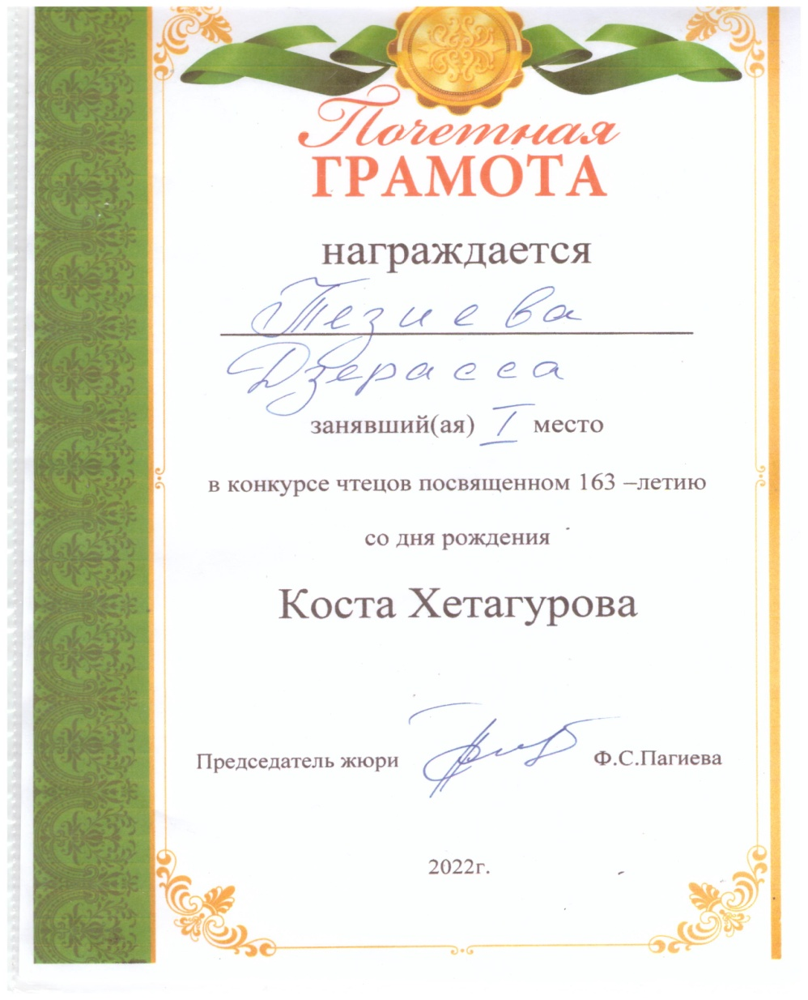 Почетная
ГРАМОТА
награждается
Тезиева
Дзерасса
занявший(ая) I место
в конкурсе чтецов посвященном 163 –летию
со дня рождения
Коста Хетагурова
Председатель жюри Ф.С.Пагиева
2022г.